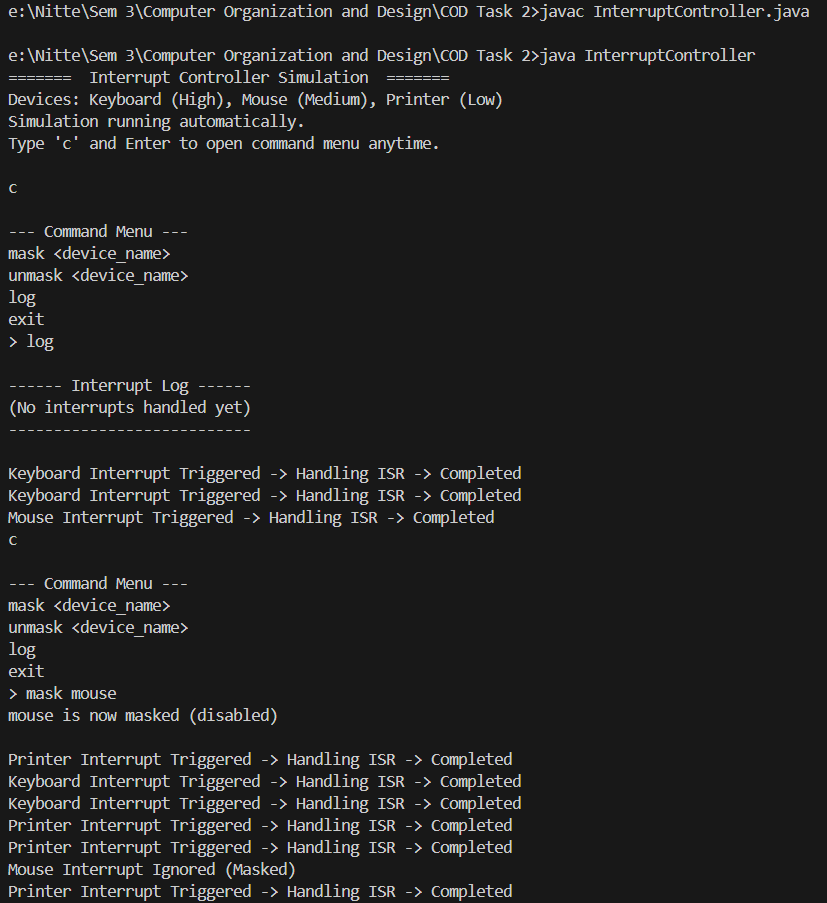 e:\Nitte\Sem 3\Computer Organization and Design\COD Task 2>javac InterruptController.java
e:\Nitte\Sem 3\Computer Organization and Design\COD Task 2>java InterruptController
=======  Interrupt Controller Simulation  =======
Devices: Keyboard (High), Mouse (Medium), Printer (Low)
Simulation running automatically.
Type 'c' and Enter to open command menu anytime.
c
--- Command Menu ---
mask <device_name>
unmask <device_name>
log
exit
> log
------ Interrupt Log ------
(No interrupts handled yet)
---------------------------
Keyboard Interrupt Triggered -> Handling ISR -> Completed
Keyboard Interrupt Triggered -> Handling ISR -> Completed
Mouse Interrupt Triggered -> Handling ISR -> Completed
c
--- Command Menu ---
mask <device_name>
unmask <device_name>
log
exit
> mask mouse
mouse is now masked (disabled)
Printer Interrupt Triggered -> Handling ISR -> Completed
Keyboard Interrupt Triggered -> Handling ISR -> Completed
Keyboard Interrupt Triggered -> Handling ISR -> Completed
Printer Interrupt Triggered -> Handling ISR -> Completed
Printer Interrupt Triggered -> Handling ISR -> Completed
Mouse Interrupt Ignored (Masked)
Printer Interrupt Triggered -> Handling ISR -> Completed